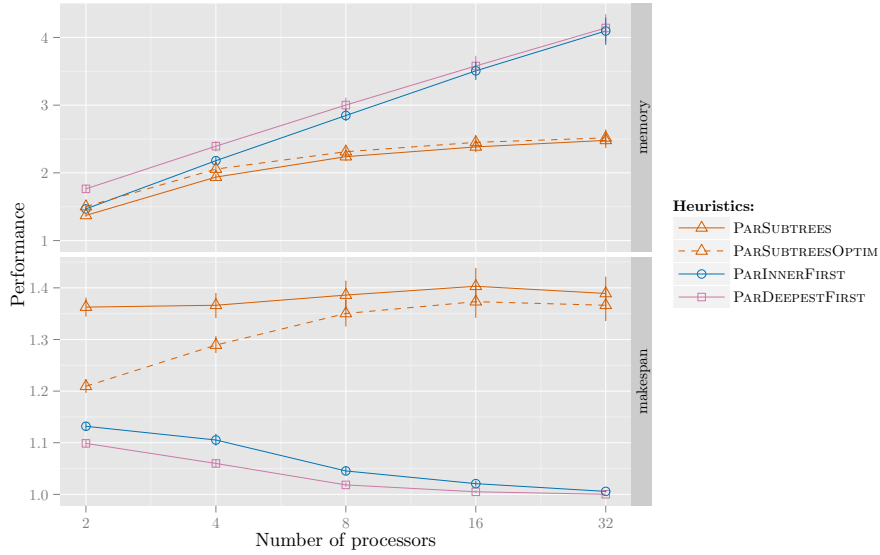 4
3
2
1
memory
Performance
1.4
1.3
1.2
1.1
1.0
makespan
2 4 8 16 32
Number of processors
Heuristics:
PARSUBTREES
PARSUBTREESOPTIM
PARINNERFIRST
PARDEEPESTFIRST